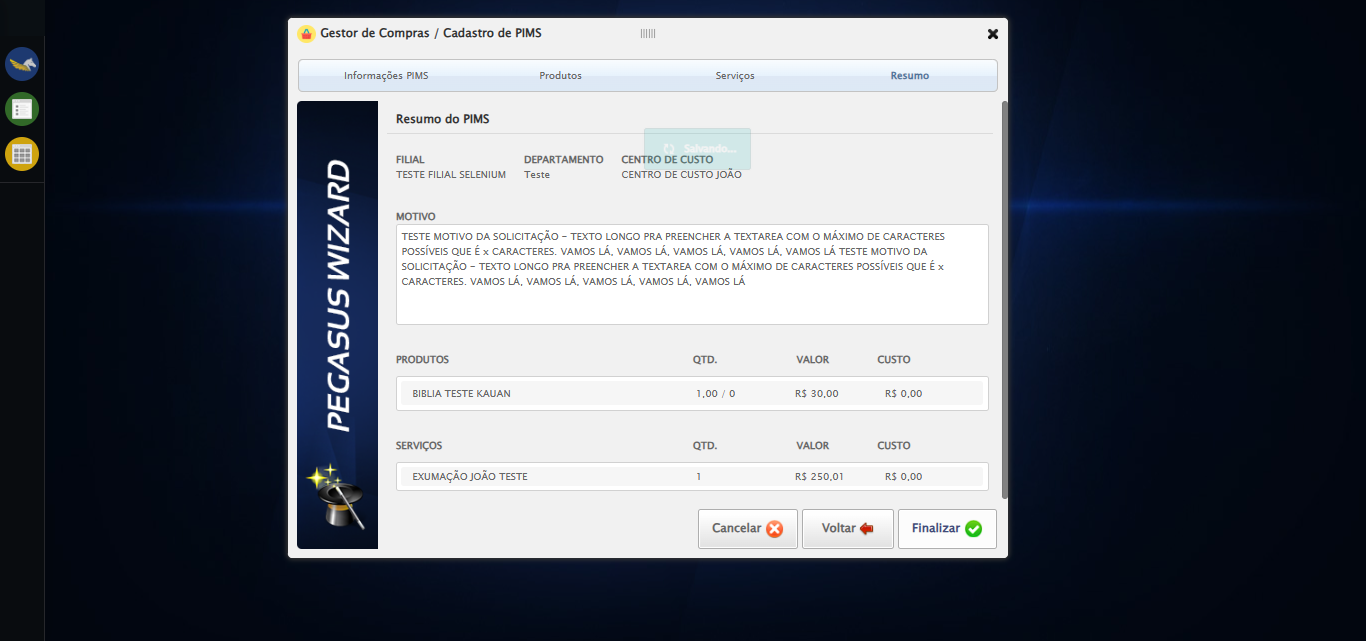 Gestor de Compras / Cadastro de PIMS
Informações PIMS
Produtos
Serviços
Resumo
PEGASUS WIZARD
Resumo do PIMS
Salvando...
FILIAL
DEPARTAMENTO
CENTRO DE CUSTO
TESTE FILIAL SELENIUM
Teste
CENTRO DE CUSTO JOÃO
MOTIVO
TESTE MOTIVO DA SOLICITAÇÃO - TEXTO LONGO PRA PREENCHER A TEXTAREA COM O MÁXIMO DE CARACTERES
POSSÍVEIS QUE É x CARACTERES. VAMOS LÁ, VAMOS LÁ, VAMOS LÁ, VAMOS LÁ, VAMOS LÁ TESTE MOTIVO DA
SOLICITAÇÃO - TEXTO LONGO PRA PREENCHER A TEXTAREA COM O MÁXIMO DE CARACTERES POSSÍVEIS QUE É x
CARACTERES. VAMOS LÁ, VAMOS LÁ, VAMOS LÁ, VAMOS LÁ, VAMOS LÁ
PRODUTOS
QTD.
VALOR
CUSTO
BIBLIA TESTE KAUAN
1,00 / 0
R$ 30,00
R$ 0,00
SERVIÇOS
QTD.
VALOR
CUSTO
EXUMAÇÃO JOÃO TESTE
1
R$ 250,01
R$ 0,00
Cancelar
Voltar
Finalizar